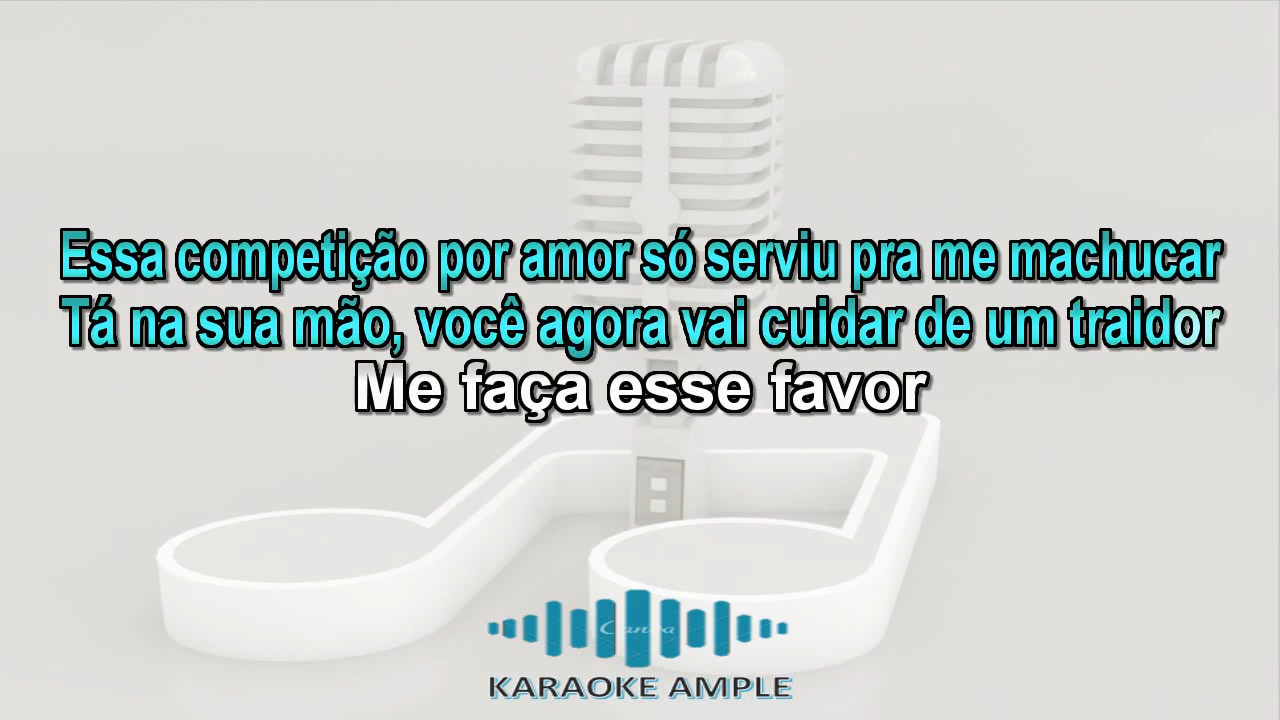 Essa competição por amor só serviu pra me machucar
Tá na sua mão, você agora vai cuidar de um traidor
Me faça esse favor
Canva
KARAOKE AMPLE